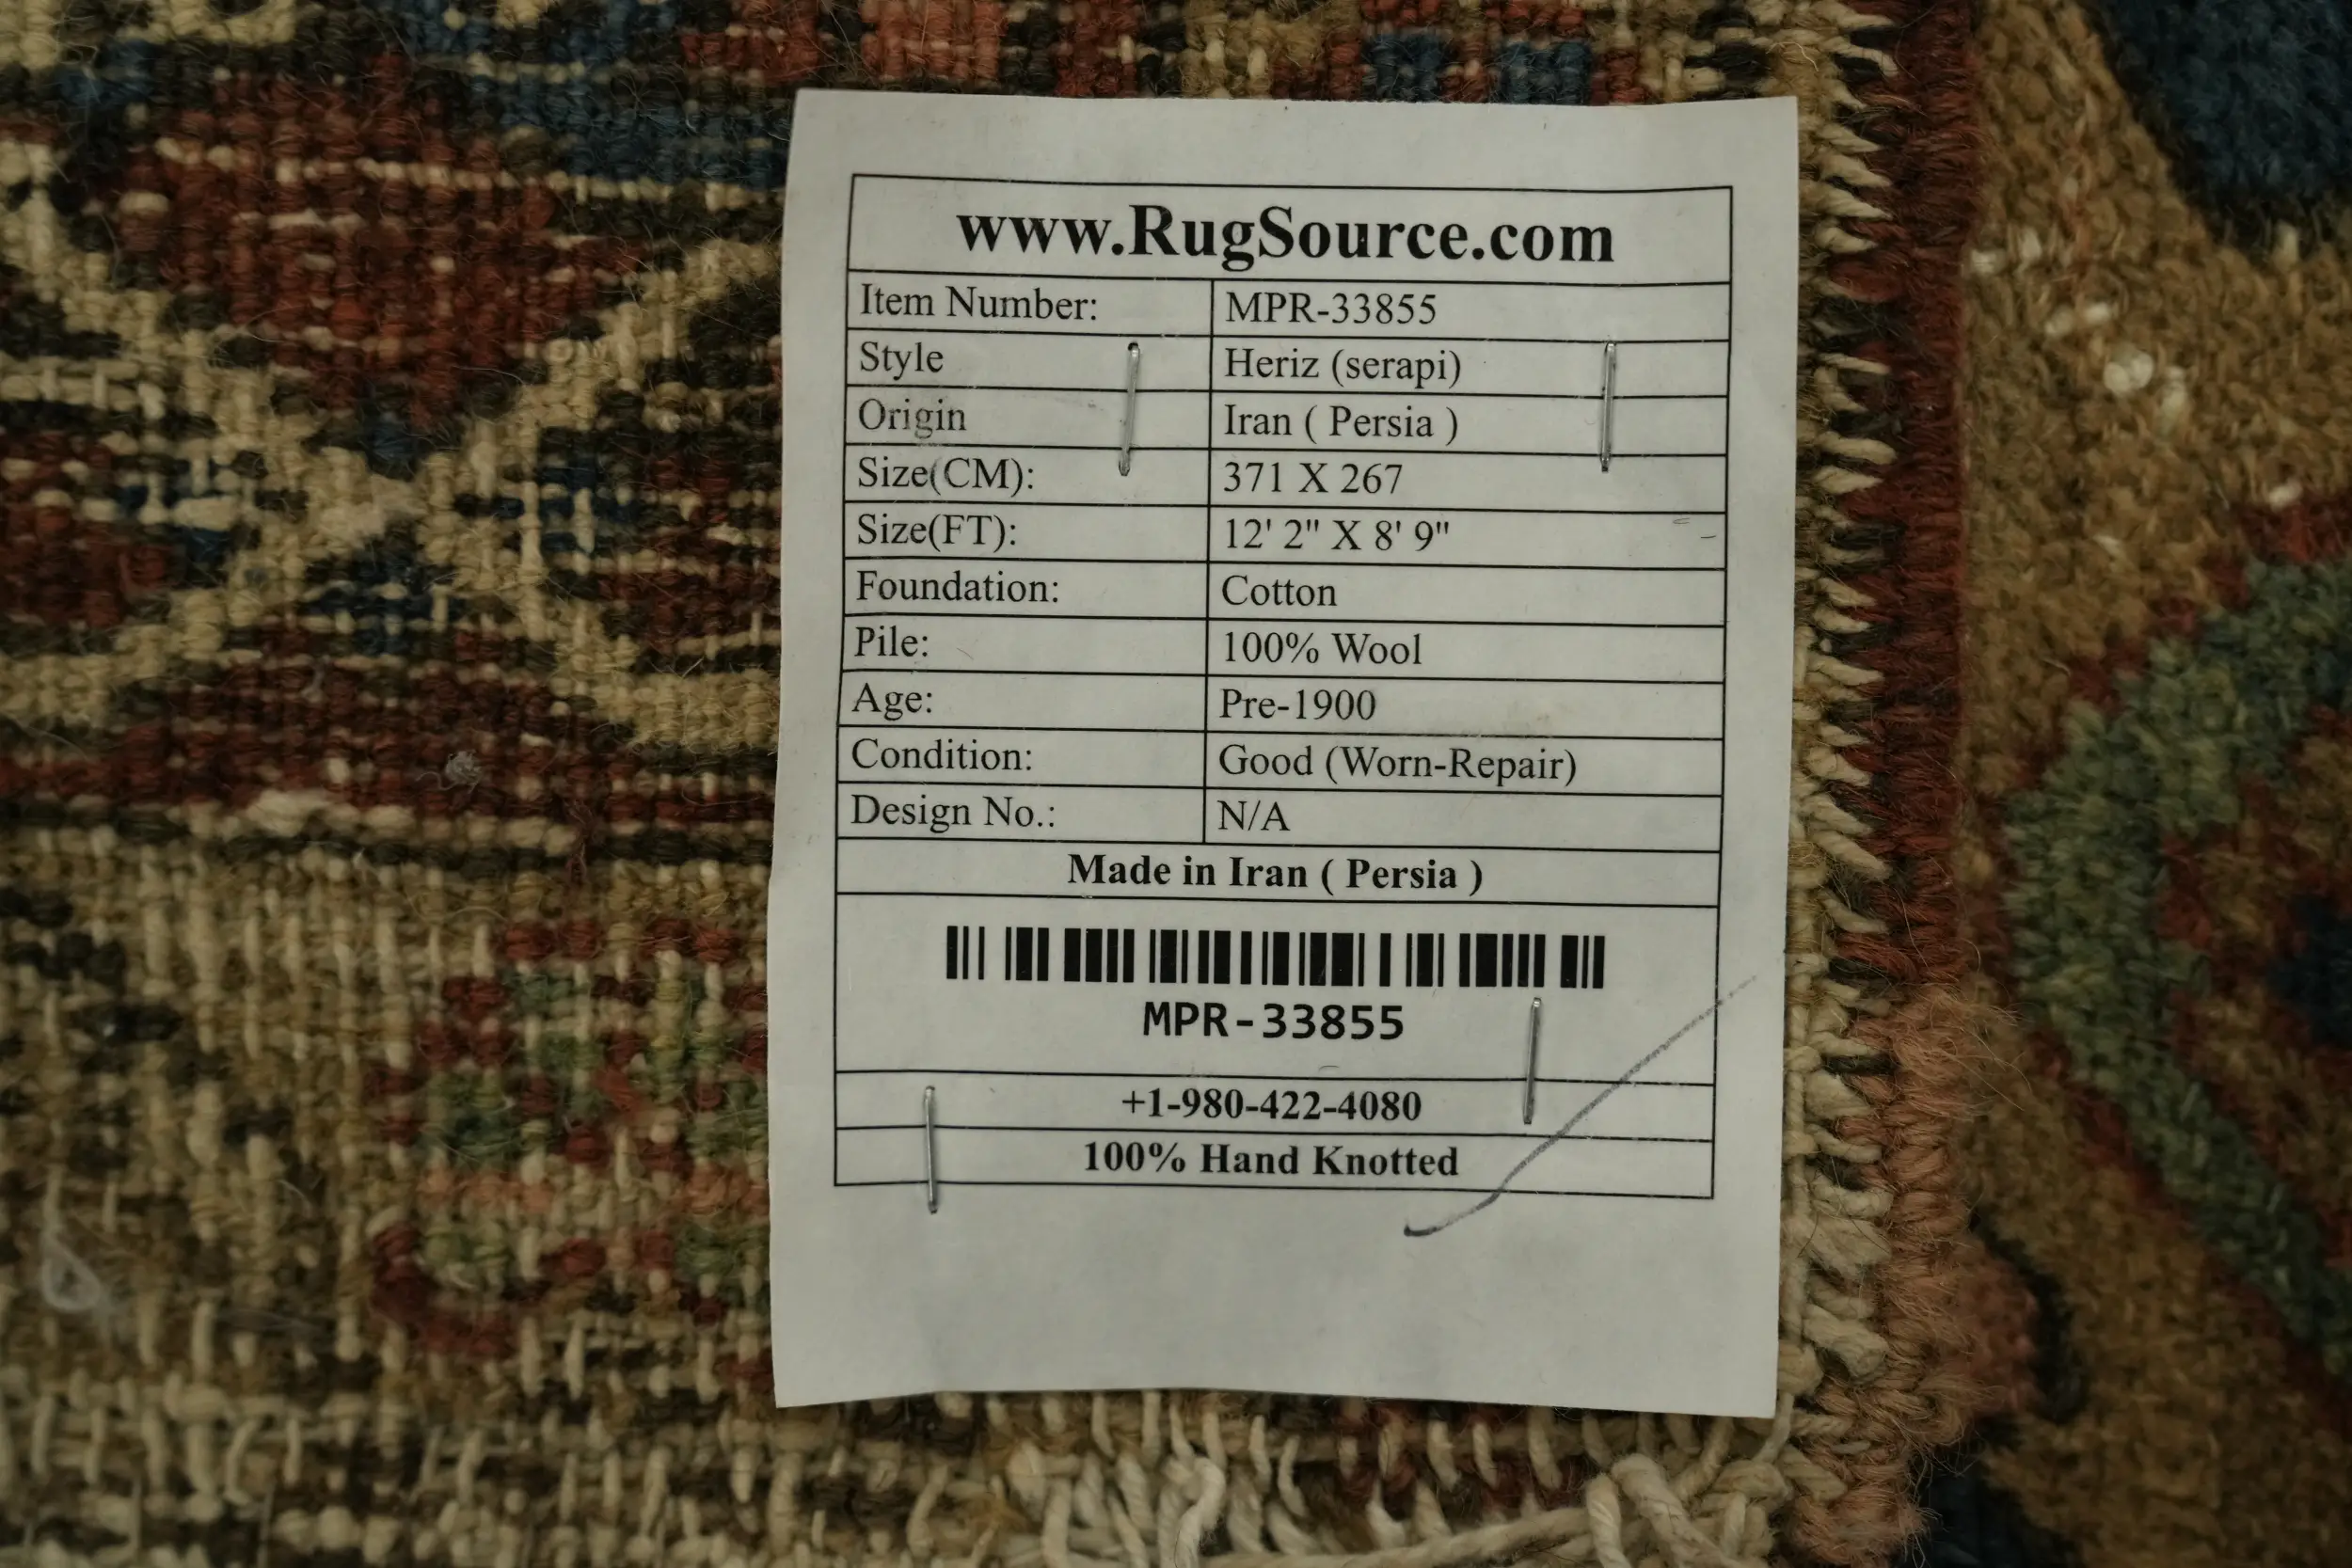 www.RugSource.com
Item Number: MPR-33855
Style Heriz (serapi)
Origin Iran ( Persia )
Size(CM): 371 X 267
Size(FT): 12' 2" X 8' 9"
Foundation: Cotton
Pile: 100% Wool
Age: Pre-1900
Condition: Good (Worn-Repair)
Design No.: N/A
Made in Iran ( Persia )
MPR-33855
+1-980-422-4080
100% Hand Knotted